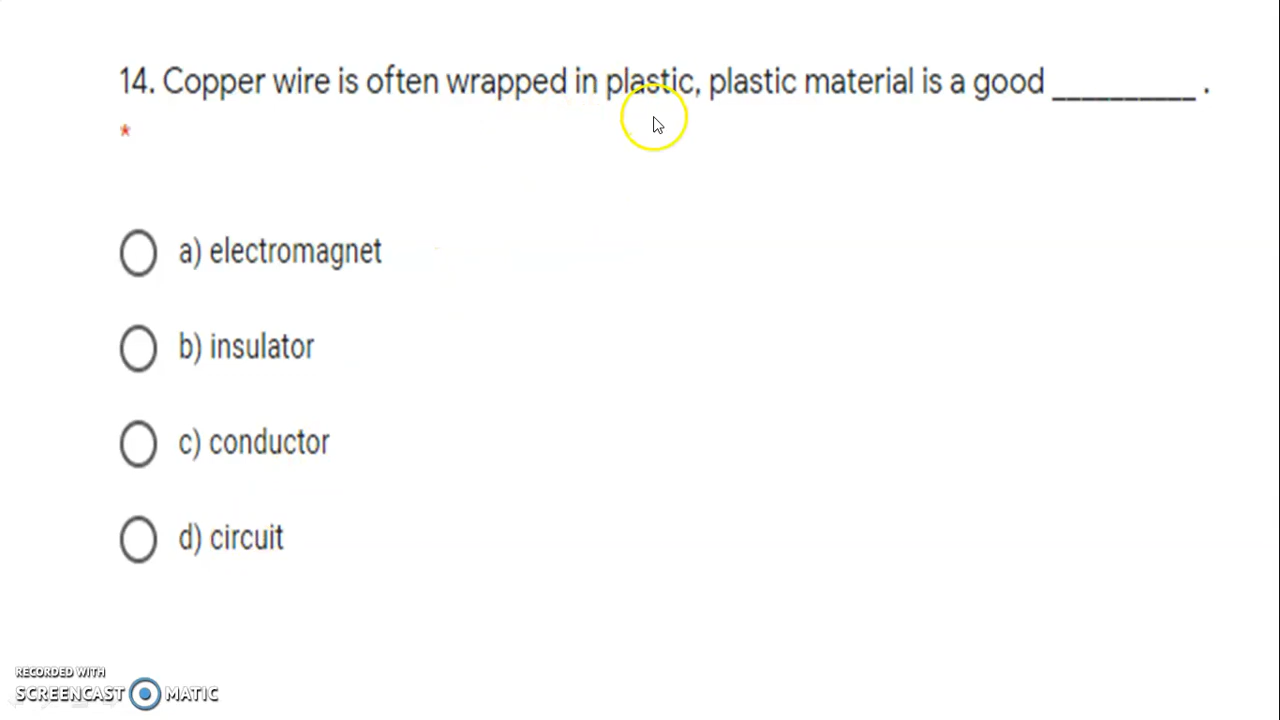 14. Copper wire is often wrapped in plastic, plastic material is a good __________ .
*
a) electromagnet
b) insulator
c) conductor
d) circuit
RECORDED WITH
SCREENCAST MATIC